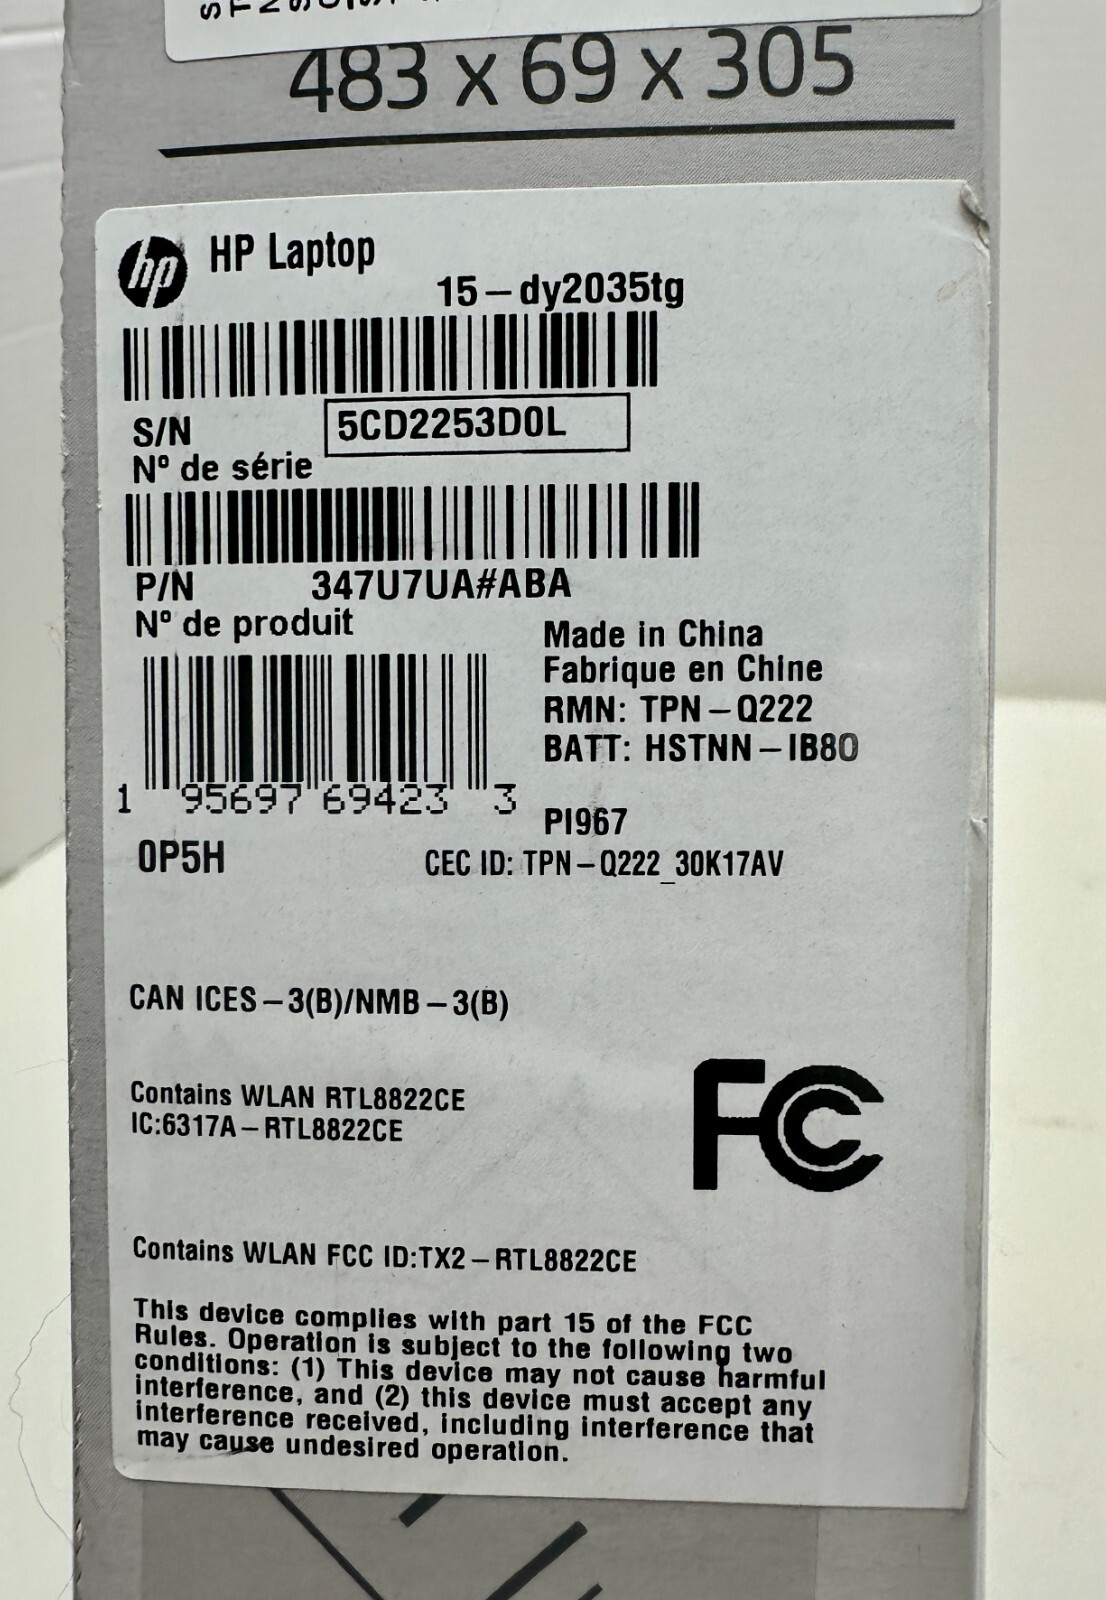 483 x 69 x 305
hp HP Laptop
15-dy2035tg
S/N 5CD2253D0L
Nº de série
P/N 347U7UA#ABA
Nº de produit
Made in China
Fabrique en Chine
RMN: TPN-Q222
BATT: HSTNN-IB80
1 95697 69423 3
PI967
0P5H CEC ID: TPN-Q222_30K17AV
CAN ICES-3(B)/NMB-3(B)
Contains WLAN RTL8822CE
IC:6317A-RTL8822CE
FC
Contains WLAN FCC ID:TX2-RTL8822CE
This device complies with part 15 of the FCC
Rules. Operation is subject to the following two
conditions: (1) This device may not cause harmful
interference, and (2) this device must accept any
interference received, including interference that
may cause undesired operation.